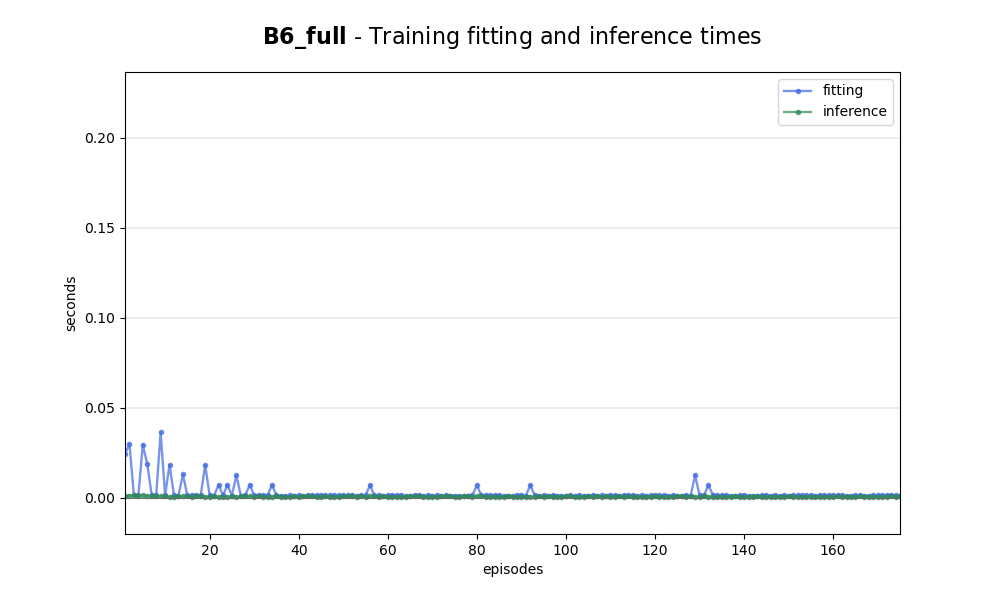 B6_full - Training fitting and inference times
fitting
inference
0.20
0.15
0.10
0.05
0.00
seconds
20 40 60 80 100 120 140 160
episodes